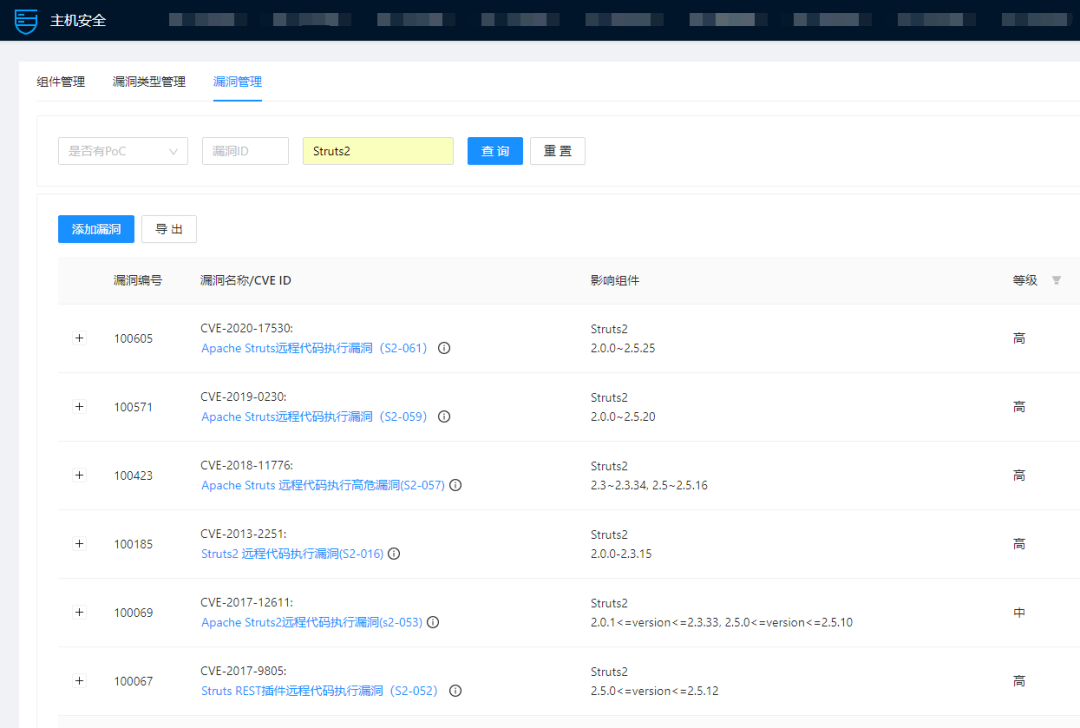 主机安全
组件管理 漏洞类型管理 漏洞管理
是否有PoC 漏洞ID Struts2 查 询 重 置
添加漏洞 导 出
漏洞编号 漏洞名称/CVE ID 影响组件 等级
CVE-2020-17530: Struts2
+ 100605 高
Apache Struts远程代码执行漏洞（S2-061） 2.0.0~2.5.25
CVE-2019-0230: Struts2
+ 100571 高
Apache Struts远程代码执行漏洞（S2-059） 2.0.0~2.5.20
CVE-2018-11776: Struts2
+ 100423 高
Apache Struts 远程代码执行高危漏洞(S2-057) 2.3~2.3.34, 2.5~2.5.16
CVE-2013-2251: Struts2
+ 100185 高
Struts2 远程代码执行漏洞(S2-016) 2.0.0-2.3.15
CVE-2017-12611: Struts2
+ 100069 中
Apache Struts2远程代码执行漏洞(s2-053) 2.0.1<=version<=2.3.33, 2.5.0<=version<=2.5.10
CVE-2017-9805: Struts2
+ 100067 高
Struts REST插件远程代码执行漏洞（S2-052） 2.5.0<=version<=2.5.12